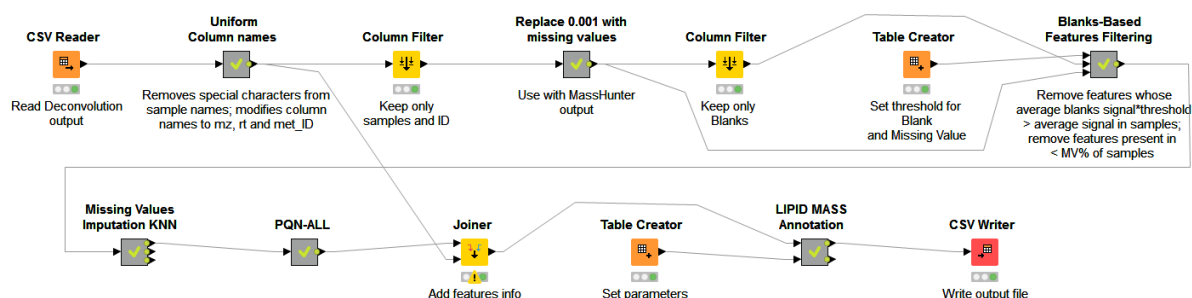 Uniform
Column names
Replace 0.001 with
missing values
Blanks-Based
Features Filtering
CSV Reader
Column Filter
Column Filter
Table Creator
Read Deconvolution
output
Removes special characters from
sample names; modifies column
names to mz, rt and met_ID
Keep only
samples and ID
Use with MassHunter
output
Keep only
Blanks
Set threshold for
Blank
and Missing Value
Remove features whose
average blanks signal*threshold
> average signal in samples;
remove features present in
< MV% of samples
Missing Values
Imputation KNN
PQN-ALL
Joiner
Table Creator
LIPID MASS
Annotation
CSV Writer
Add features info
Set parameters
Write output file